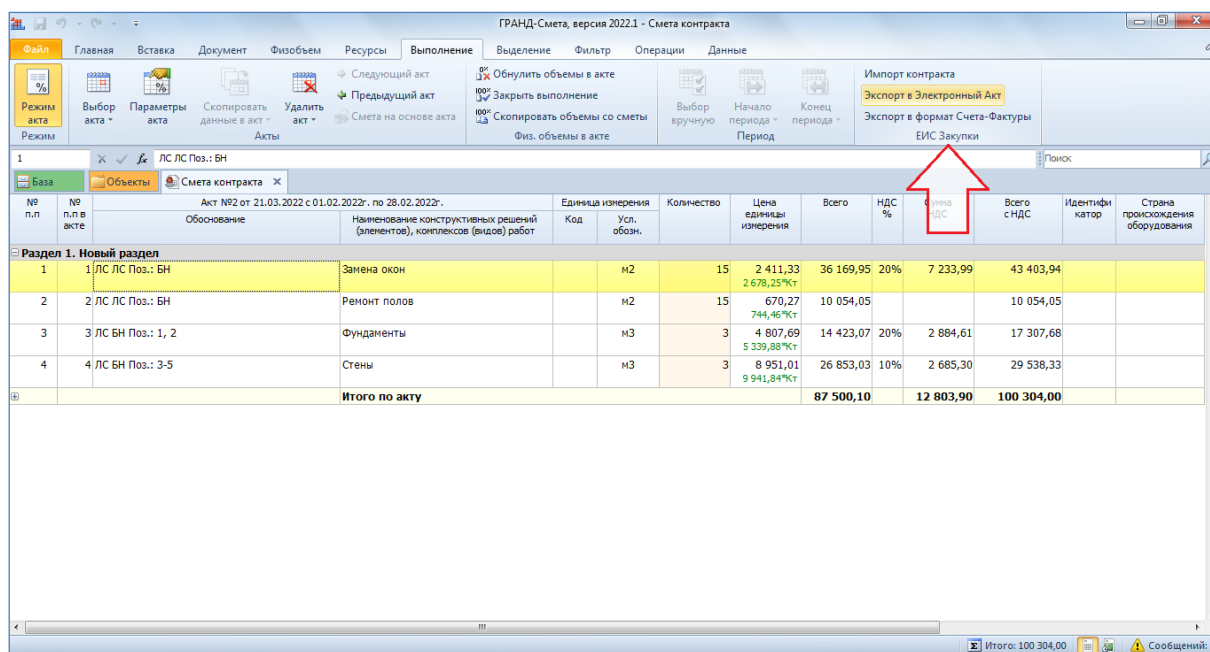 ГРАНД-Смета, версия 2022.1 - Смета контракта
Файл Главная Вставка Документ Физобъем Ресурсы Выполнение Выделение Фильтр Операции Данные
Режим акта
Выбор акта
Параметры акта
Скопировать данные в акт
Удалить акт
Следующий акт
Предыдущий акт
Смета на основе акта
Обнулить объемы в акте
Закрыть выполнение
Скопировать объемы со сметы
Выбор вручную
Начало периода
Конец периода
Импорт контракта
Экспорт в Электронный Акт
Экспорт в формат Счета-Фактуры
Режим Акты Физ. объемы в акте Период ЕИС Закупки
1 fx ЛС ЛС Поз.: БН Поиск
База Объекты Смета контракта
№ п.п
№ п.п в акте
Акт №2 от 21.03.2022 с 01.02.2022г. по 28.02.2022г.
Обоснование
Наименование конструктивных решений
(элементов), комплексов (видов) работ
Единица измерения
Код
Усл. обозн.
Количество
Цена единицы измерения
Всего
НДС %
Всего с НДС
Идентифи катор
Страна происхождения оборудования
Раздел 1. Новый раздел
1 1 ЛС ЛС Поз.: БН Замена окон м2 15 2 411,33 36 169,95 20% 7 233,99 43 403,94
2 678,25*Кт
2 2 ЛС ЛС Поз.: БН Ремонт полов м2 15 670,27 10 054,05 10 054,05
744,46*Кт
3 3 ЛС БН Поз.: 1, 2 Фундаменты м3 3 4 807,69 14 423,07 20% 2 884,61 17 307,68
5 339,88*Кт
4 4 ЛС БН Поз.: 3-5 Стены м3 3 8 951,01 26 853,03 10% 2 685,30 29 538,33
9 941,84*Кт
Итого по акту 87 500,10 12 803,90 100 304,00
Итого: 100 304,00 Сообщений: